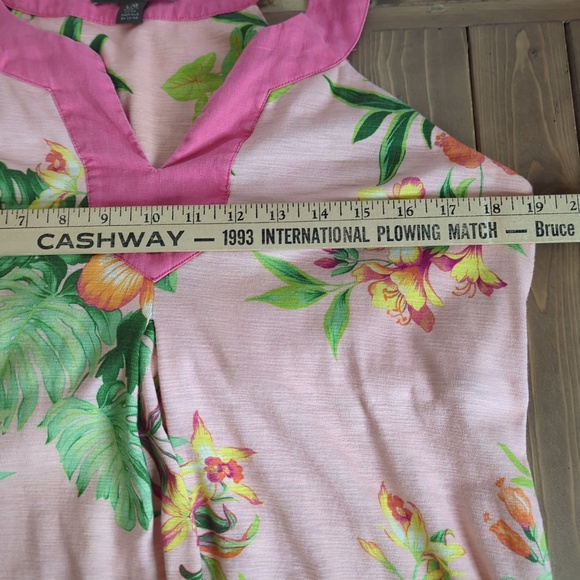 7 8 9 10 11 12 13 14 15 16 17 18 19 2
CASHWAY — 1993 INTERNATIONAL PLOWING MATCH — Bruce